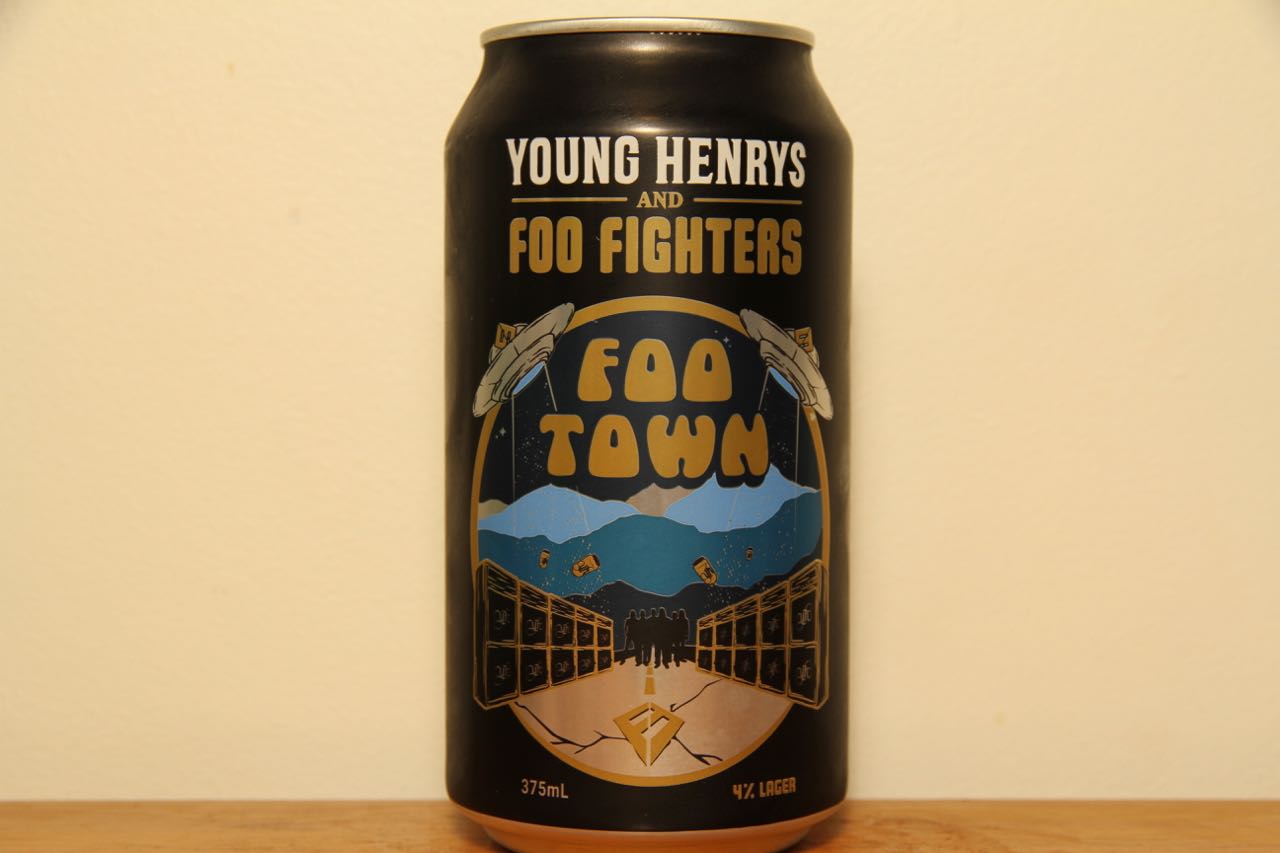 YOUNG HENRYS
AND
FOO FIGHTERS
FOO
TOWN
375mL
4% LAGER